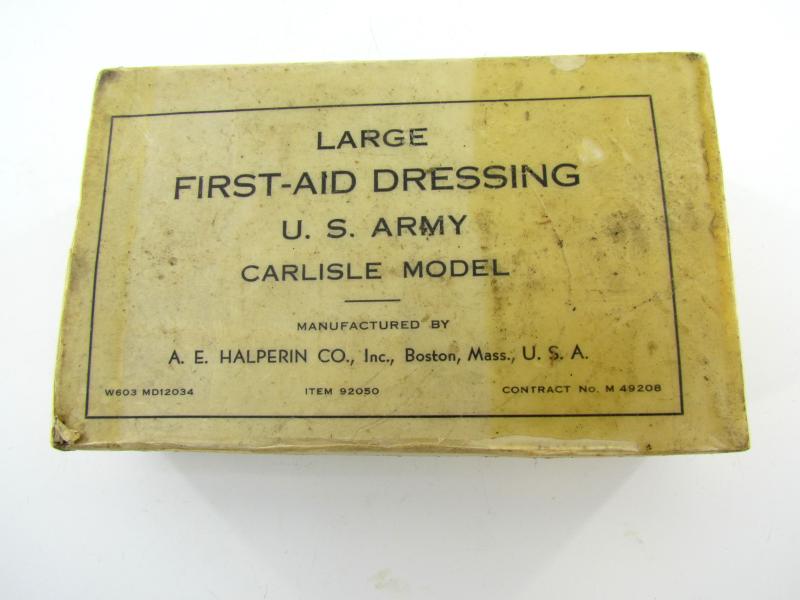 LARGE
FIRST-AID DRESSING
U. S. ARMY
CARLISLE MODEL
MANUFACTURED BY
A. E. HALPERIN CO., Inc., Boston, Mass., U. S. A.
W603 MD12034 ITEM 92050 CONTRACT No. M 49208